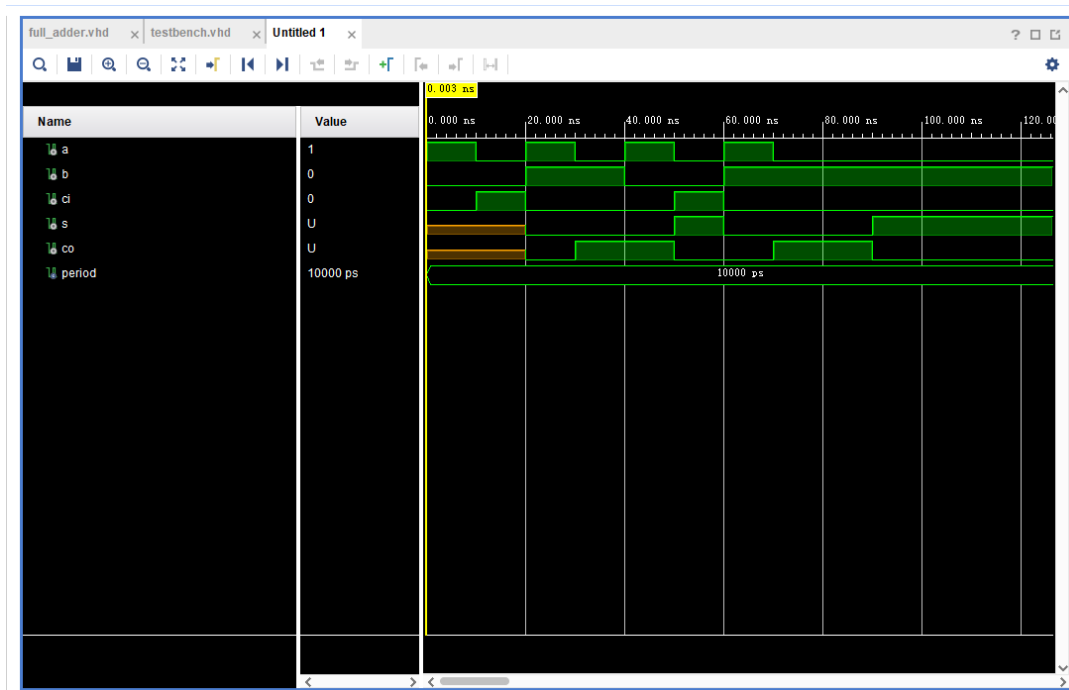 full_adder.vhd x testbench.vhd x Untitled 1 x ?
0.003 ns
Name Value 0.000 ns 20.000 ns 40.000 ns 60.000 ns 80.000 ns 100.000 ns 120.00
a 1
b 0
ci 0
s U
co U
period 10000 ps 10000 ps